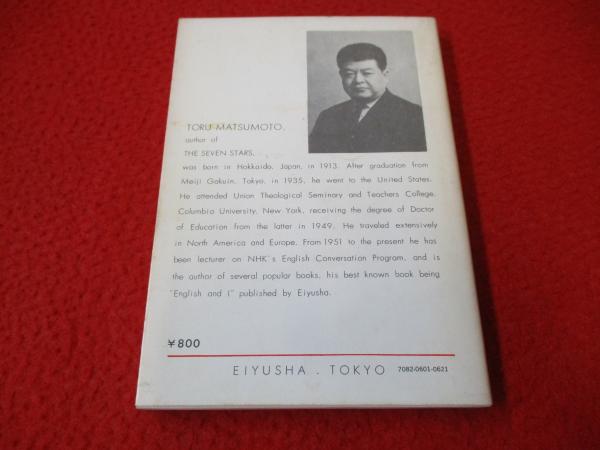 TORU MATSUMOTO,
author of
THE SEVEN STARS,
was born in Hokkaido, Japan, in 1913. After graduation from
Meiji Gakuin, Tokyo, in 1935, he went to the United States.
He attended Union Theological Seminary and Teachers College,
Columbia University, New York, receiving the degree of Doctor
of Education from the latter in 1949. He traveled extensively
in North America and Europe. From 1951 to the present he has
been lecturer on NHK's English Conversation Program, and is
the author of several popular books, his best known book being
"English and I" published by Eiyusha.
¥800
EIYUSHA . TOKYO 7082-0601-0621